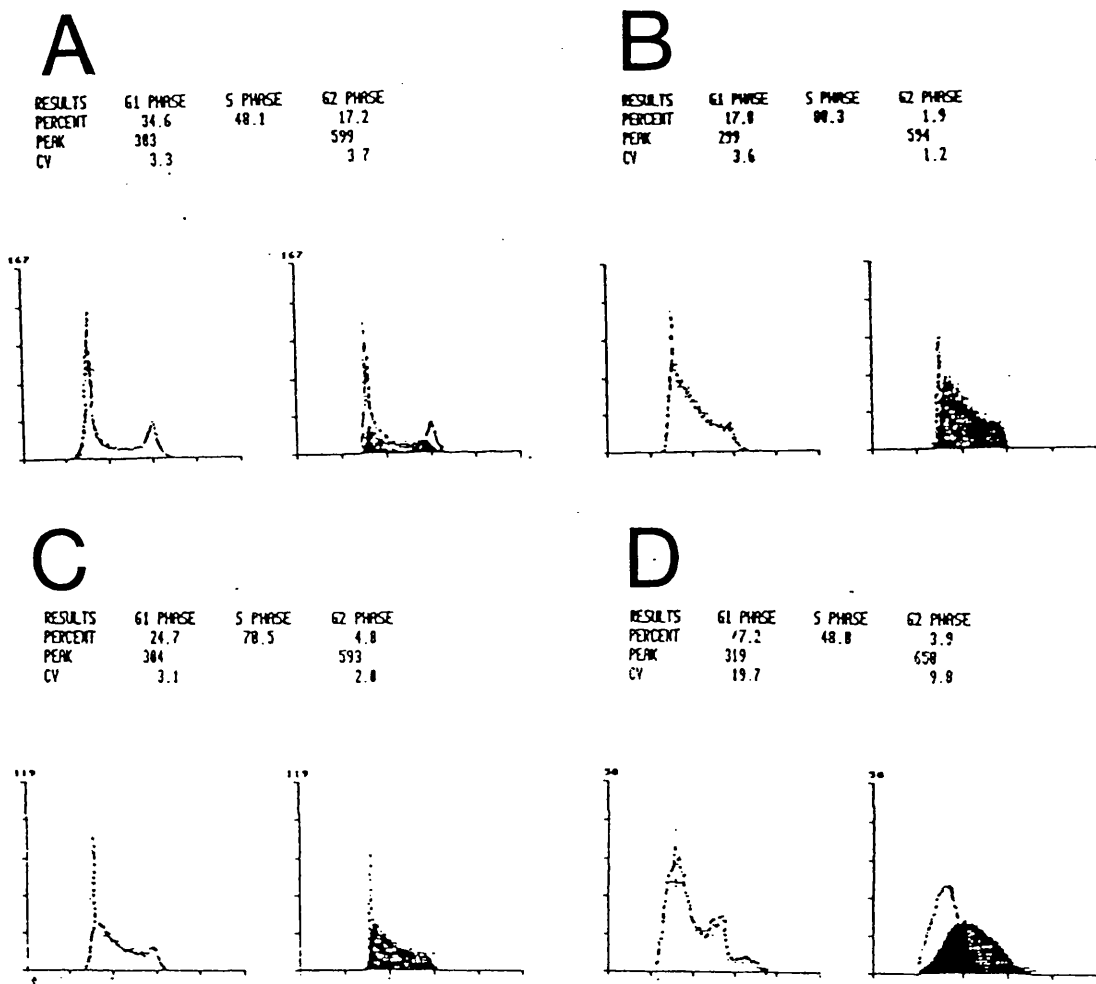 A
RESULTS G1 PHASE S PHASE G2 PHASE
PERCENT 34.6 48.1 17.2
PEAK 303 599
CV 3.3 3.7
167
167
B
RESULTS G1 PHASE S PHASE G2 PHASE
PERCENT 17.8 80.3 1.9
PEAK 299 594
CV 3.6 1.2
C
RESULTS G1 PHASE S PHASE G2 PHASE
PERCENT 24.7 70.5 4.8
PEAK 304 593
CV 3.1 2.0
119
119
D
RESULTS G1 PHASE S PHASE G2 PHASE
PERCENT 48.8 3.9
PEAK 319 650
CV 19.7 9.8